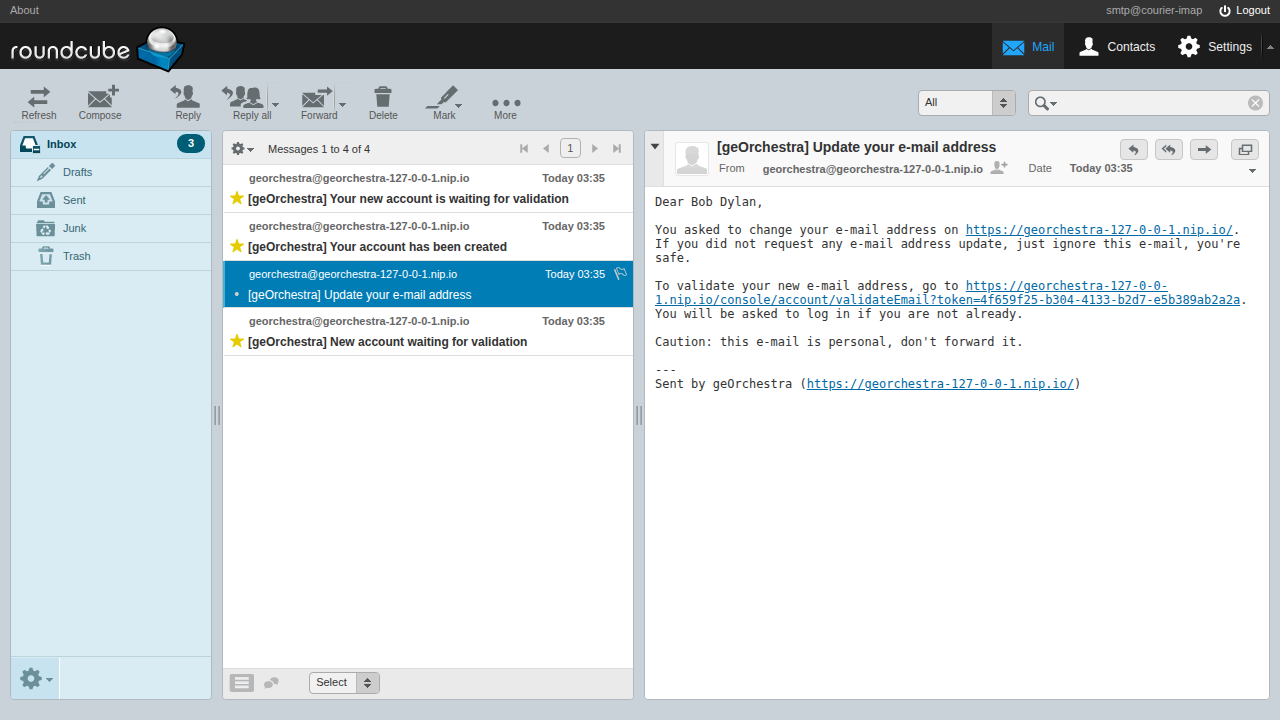 About
smtp@courier-imap
Logout
roundcube
Mail
Contacts
Settings
Refresh
Compose
Reply
Reply all
Forward
Delete
Mark
More
All
Inbox
3
Drafts
Sent
Junk
Trash
Messages 1 to 4 of 4
1
georchestra@georchestra-127-0-0-1.nip.io Today 03:35
[geOrchestra] Your new account is waiting for validation
georchestra@georchestra-127-0-0-1.nip.io Today 03:35
[geOrchestra] Your account has been created
georchestra@georchestra-127-0-0-1.nip.io Today 03:35
[geOrchestra] Update your e-mail address
georchestra@georchestra-127-0-0-1.nip.io Today 03:35
[geOrchestra] New account waiting for validation
Select
[geOrchestra] Update your e-mail address
From georchestra@georchestra-127-0-0-1.nip.io Date Today 03:35
Dear Bob Dylan,
You asked to change your e-mail address on https://georchestra-127-0-0-1.nip.io/.
If you did not request any e-mail address update, just ignore this e-mail, you're
safe.
To validate your new e-mail address, go to https://georchestra-127-0-0-
1.nip.io/console/account/validateEmail?token=4f659f25-b304-4133-b2d7-e5b389ab2a2a.
You will be asked to log in if you are not already.
Caution: this e-mail is personal, don't forward it.
---
Sent by geOrchestra (https://georchestra-127-0-0-1.nip.io/)